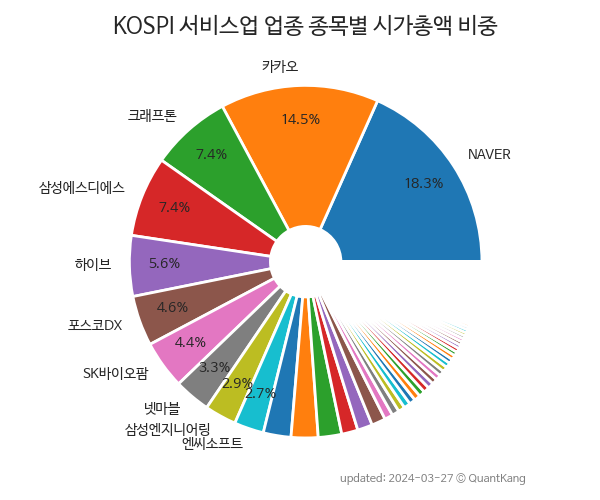 KOSPI 서비스업 업종 종목별 시가총액 비중
카카오
크래프톤
14.5%
NAVER
7.4%
18.3%
삼성에스디에스
7.4%
하이브
5.6%
포스코DX
4.6%
SK바이오팜
4.4%
3.3%
2.9%
2.7%
넷마블
삼성엔지니어링
엔씨소프트
updated: 2024-03-27 © QuantKang